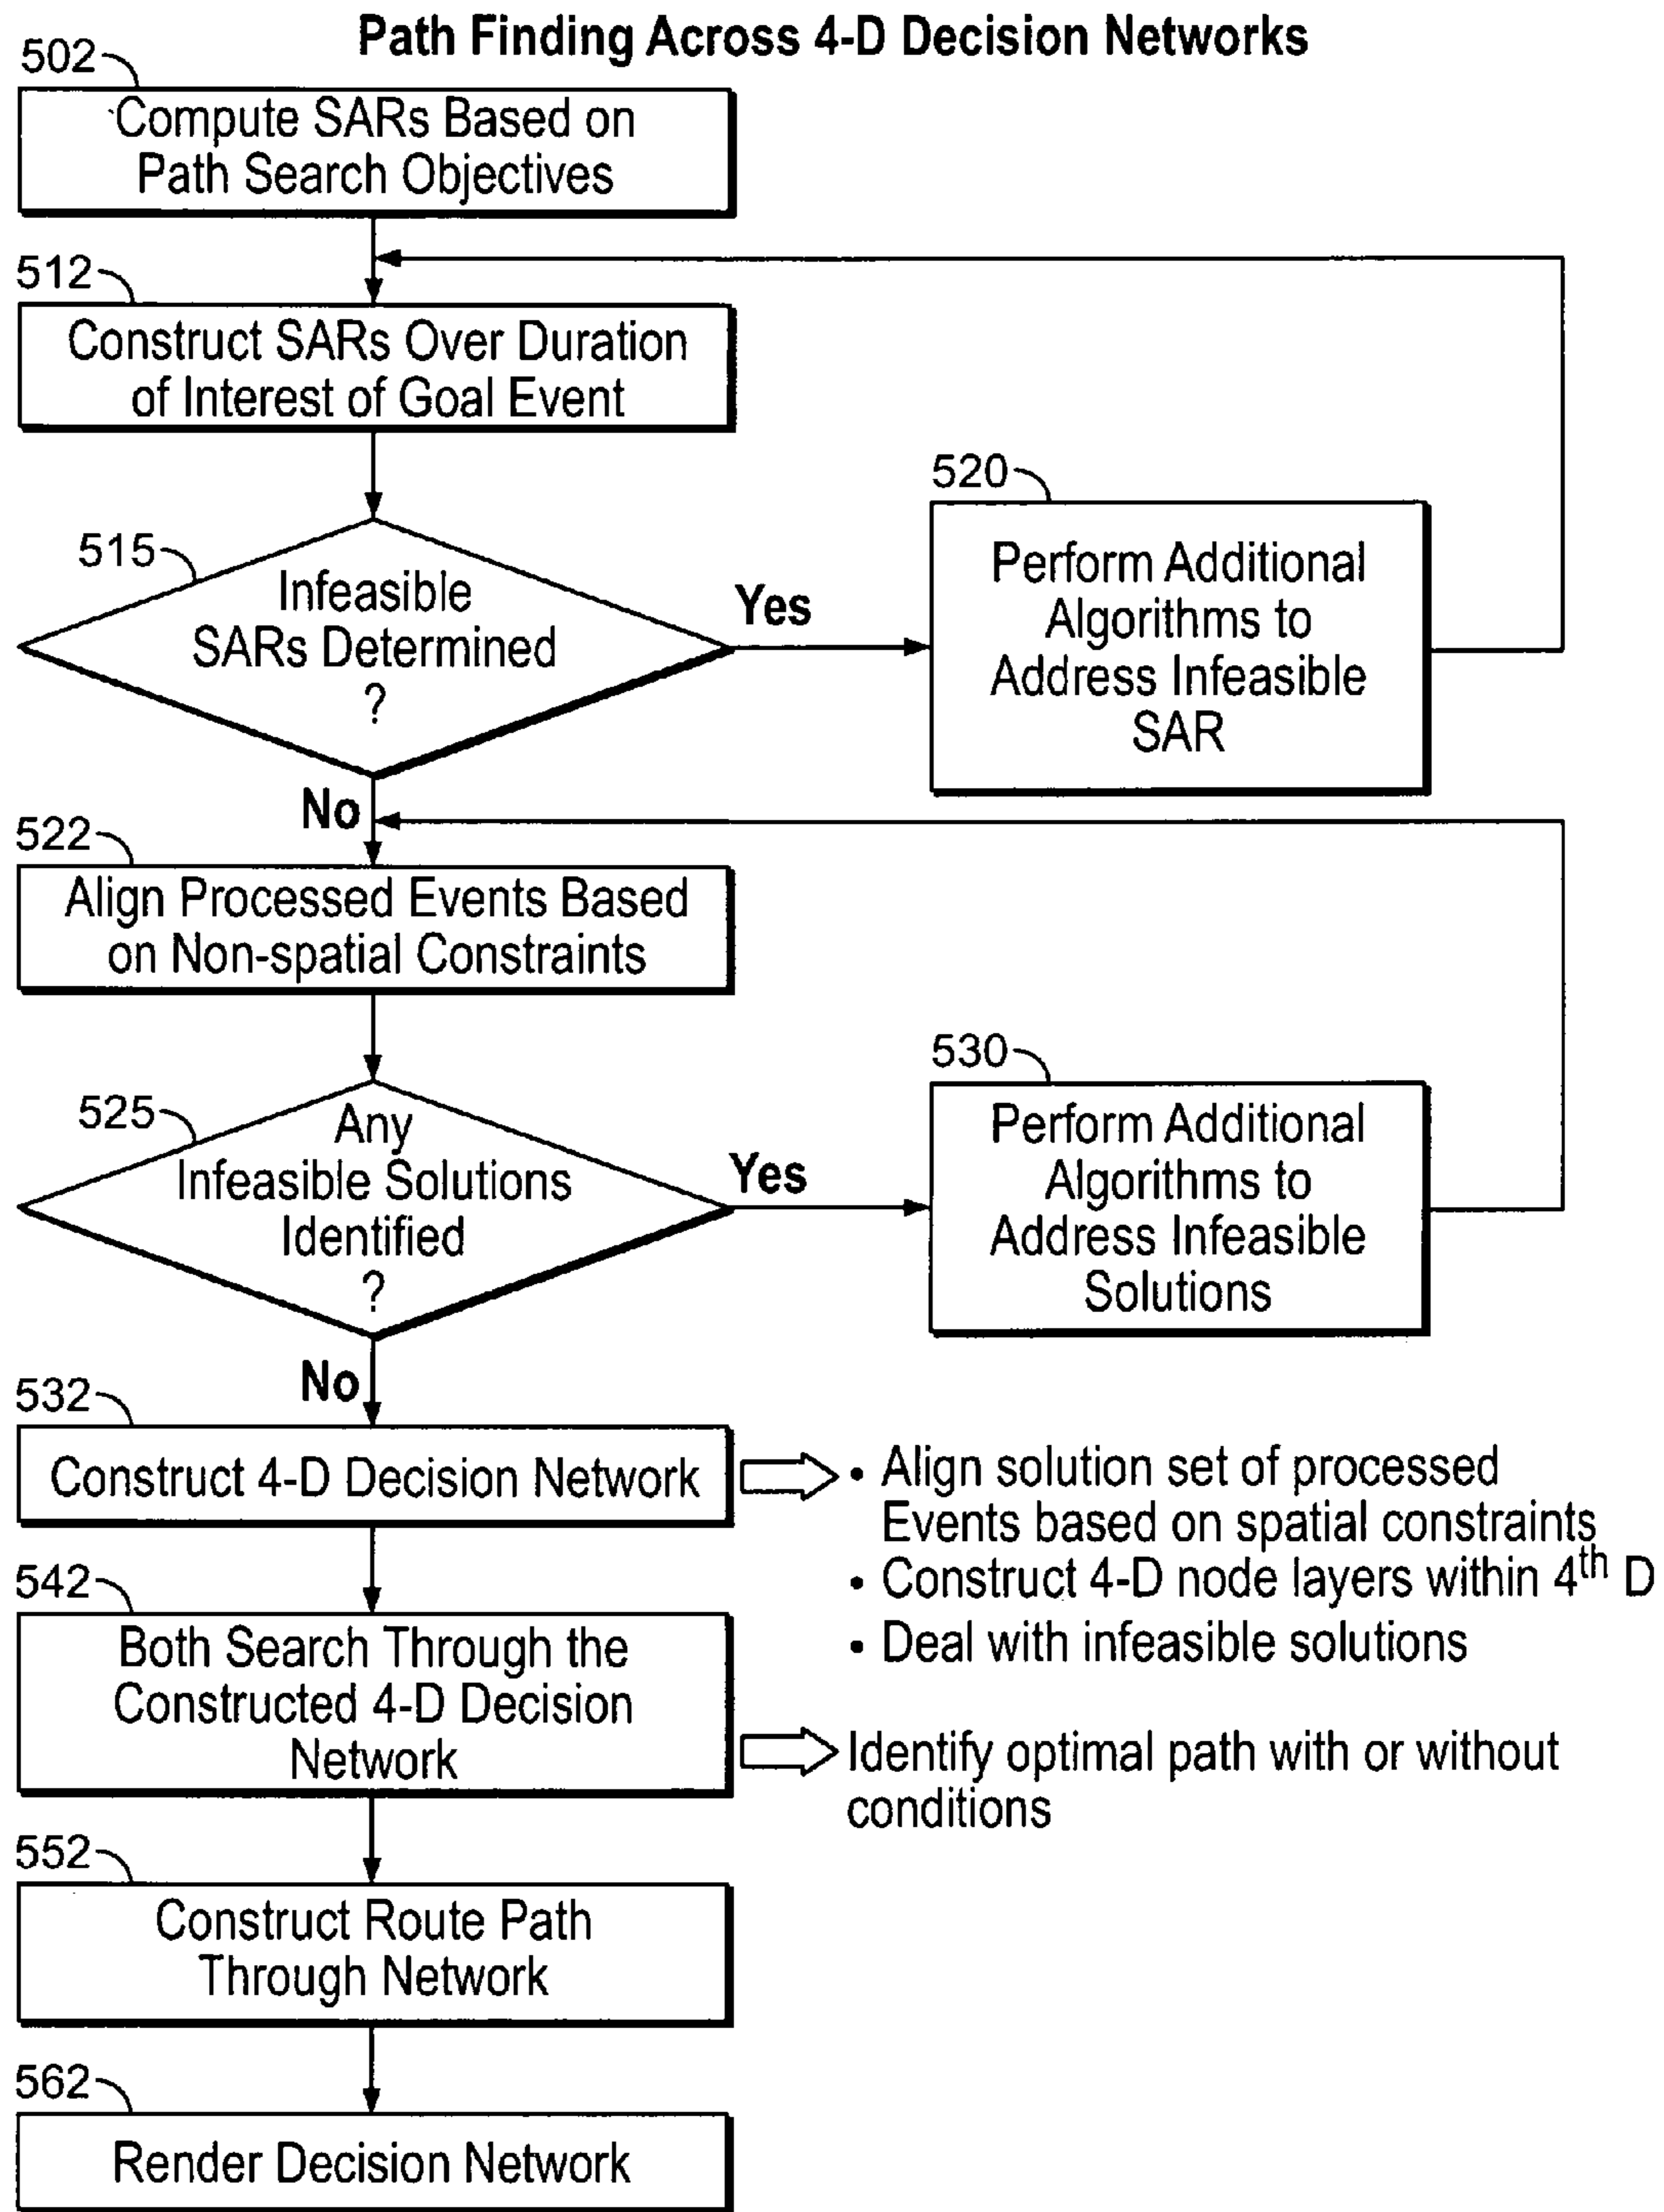 Path Finding Across 4-D Decision Networks
502
Compute SARs Based on
Path Search Objectives
512
Construct SARs Over Duration
of Interest of Goal Event
515
Infeasible
SARs Determined
?
Yes
520
Perform Additional
Algorithms to
Address Infeasible
SAR
No
522
Align Processed Events Based
on Non-spatial Constraints
525
Any
Infeasible Solutions
Identified
?
Yes
530
Perform Additional
Algorithms to
Address Infeasible
Solutions
No
532
Construct 4-D Decision Network
• Align solution set of processed
Events based on spatial constraints
• Construct 4-D node layers within 4th D
• Deal with infeasible solutions
542
Both Search Through the
Constructed 4-D Decision
Network
Identify optimal path with or without
conditions
552
Construct Route Path
Through Network
562
Render Decision Network